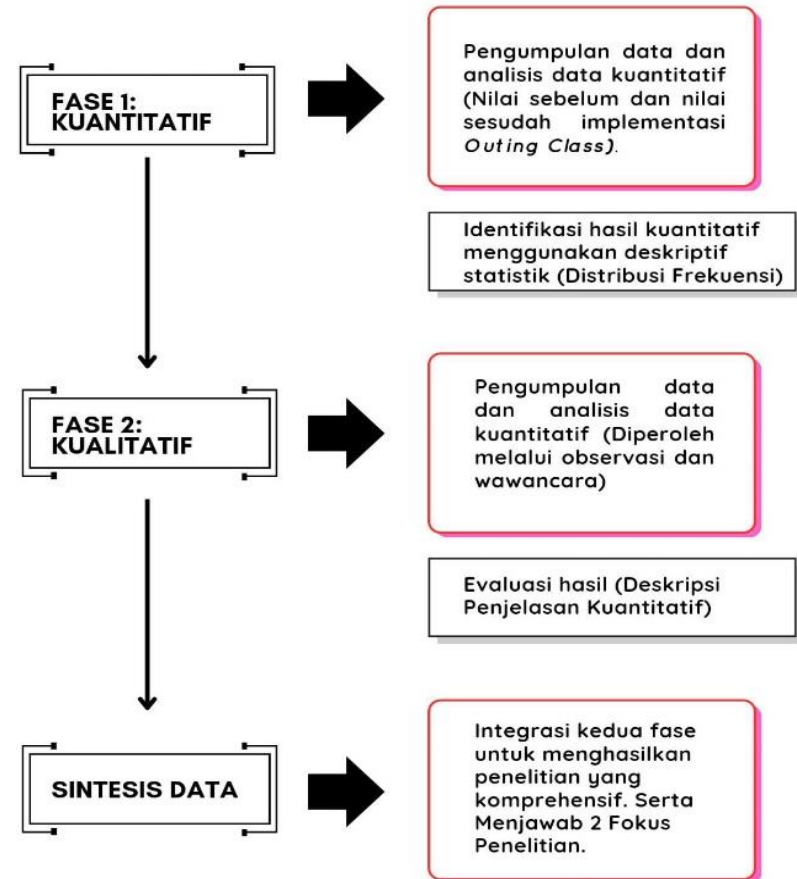 FASE 1:
KUANTITATIF
Pengumpulan data dan
analisis data kuantitatif
(Nilai sebelum dan nilai
sesudah implementasi
Outing Class).
Identifikasi hasil kuantitatif
menggunakan deskriptif
statistik (Distribusi Frekuensi)
FASE 2:
KUALITATIF
Pengumpulan data
dan analisis data
kuantitatif (Diperoleh
melalui observasi dan
wawancara)
Evaluasi hasil (Deskripsi
Penjelasan Kuantitatif)
SINTESIS DATA
Integrasi kedua fase
untuk menghasilkan
penelitian yang
komprehensif. Serta
Menjawab 2 Fokus
Penelitian.